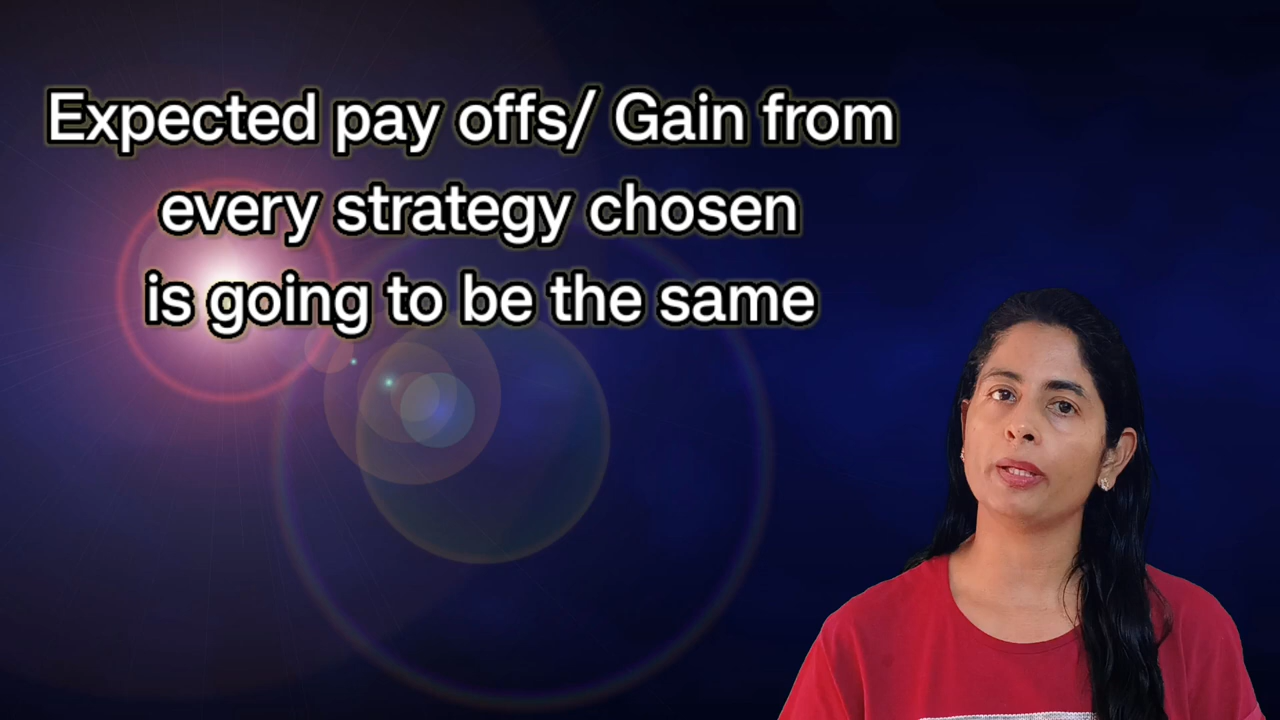 Expected pay offs/ Gain from
every strategy chosen
is going to be the same